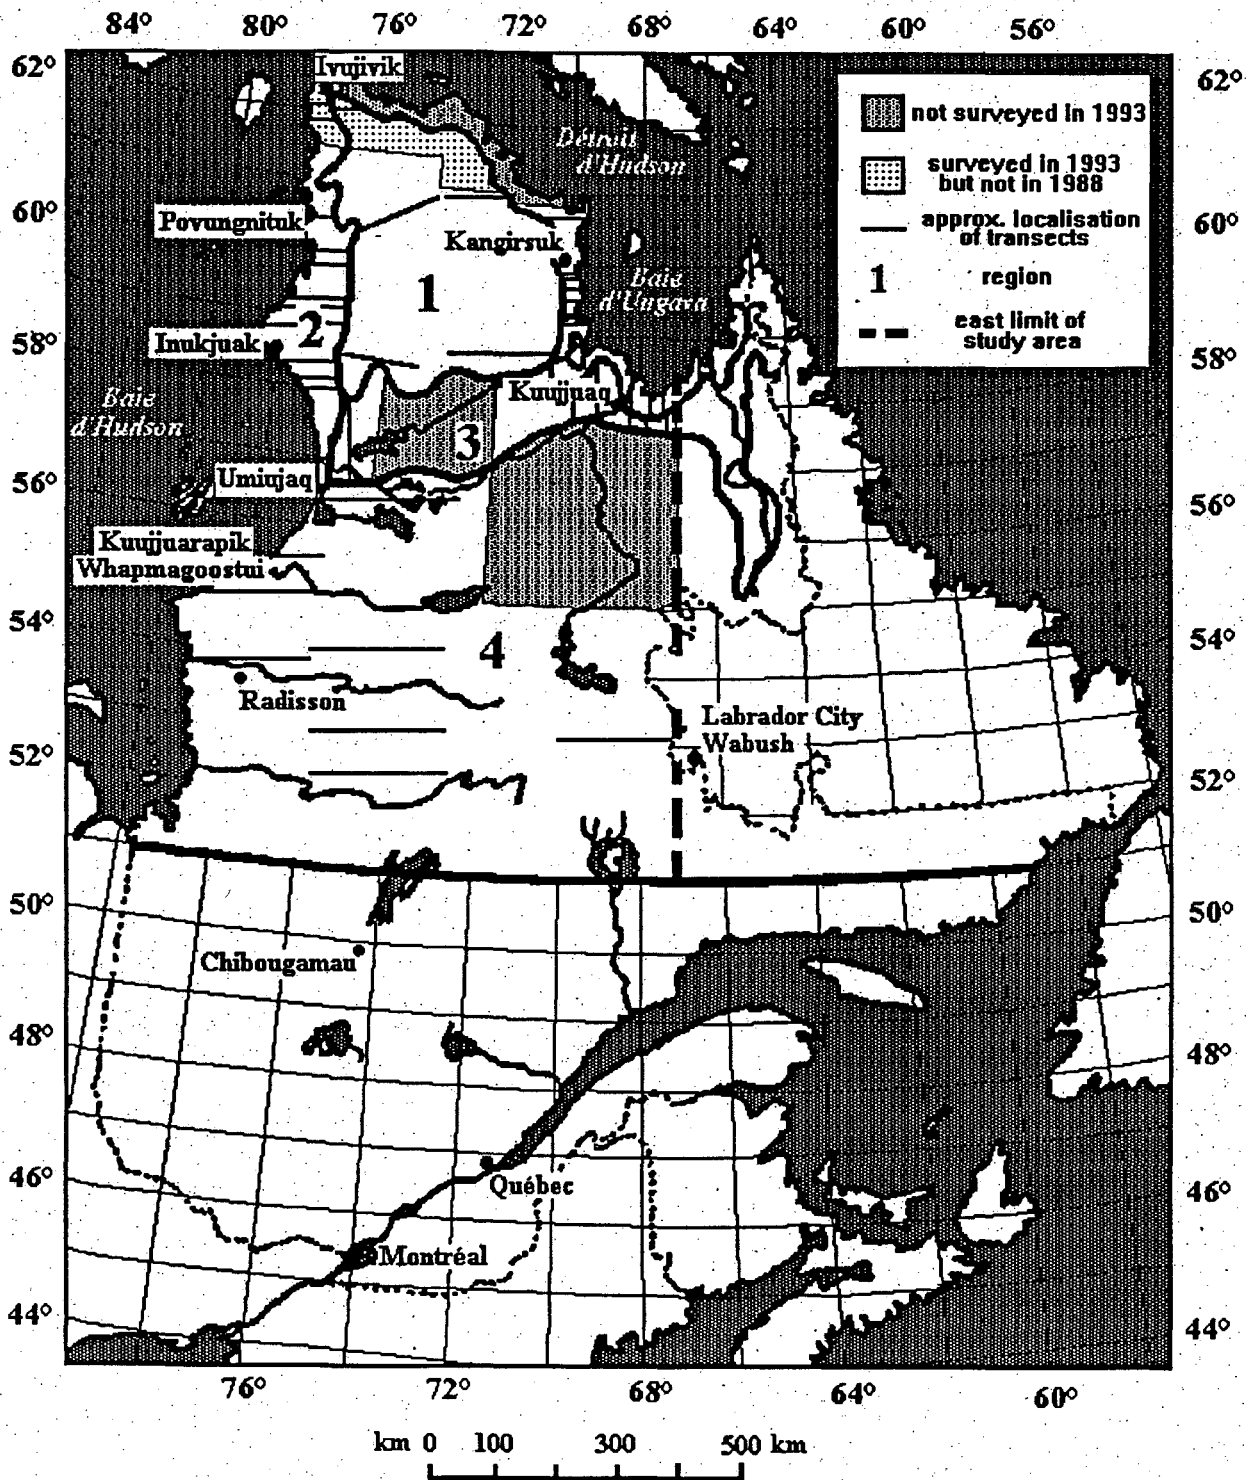 84° 80° 76° 72° 68° 64° 60° 56°
62° 62°
Ivujivik
not surveyed in 1993
Détroit
d'Hudson
surveyed in 1993
but not in 1988
60° 60°
Povungnituk
Kangirsuk
approx. localisation
of transects
Baie
d'Ungava
1
1 region
2
58° 58°
Inukjuak
east limit of
study area
Kuujjuaq
Baie
d'Hudson
3
56° 56°
Umiujaq
Kuujjuarapik
Whapmagoostui
54° 54°
4
Radisson
Labrador City
Wabush
52° 52°
50° 50°
Chibougamau
48° 48°
46° 46°
Québec
Montréal
44° 44°
76° 72° 68° 64° 60°
km 0 100 300 500 km